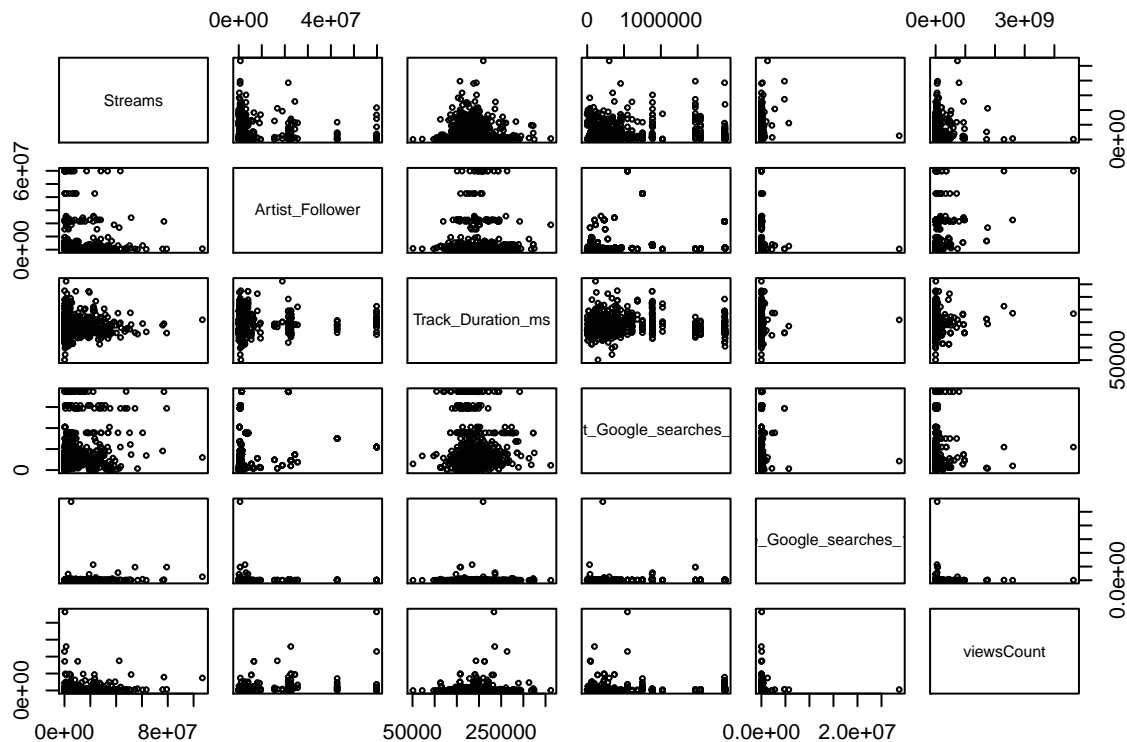 0e+00 4e+07 0 1000000 0e+00 3e+09
Streams
0e+00
0e+00 6e+07
Artist_Follower
Track_Duration_ms
50000
t_Google_searches_
0
_Google_searches_
0.0e+00
viewsCount
0e+00
0e+00 8e+07 50000 250000 0.0e+00 2.0e+07